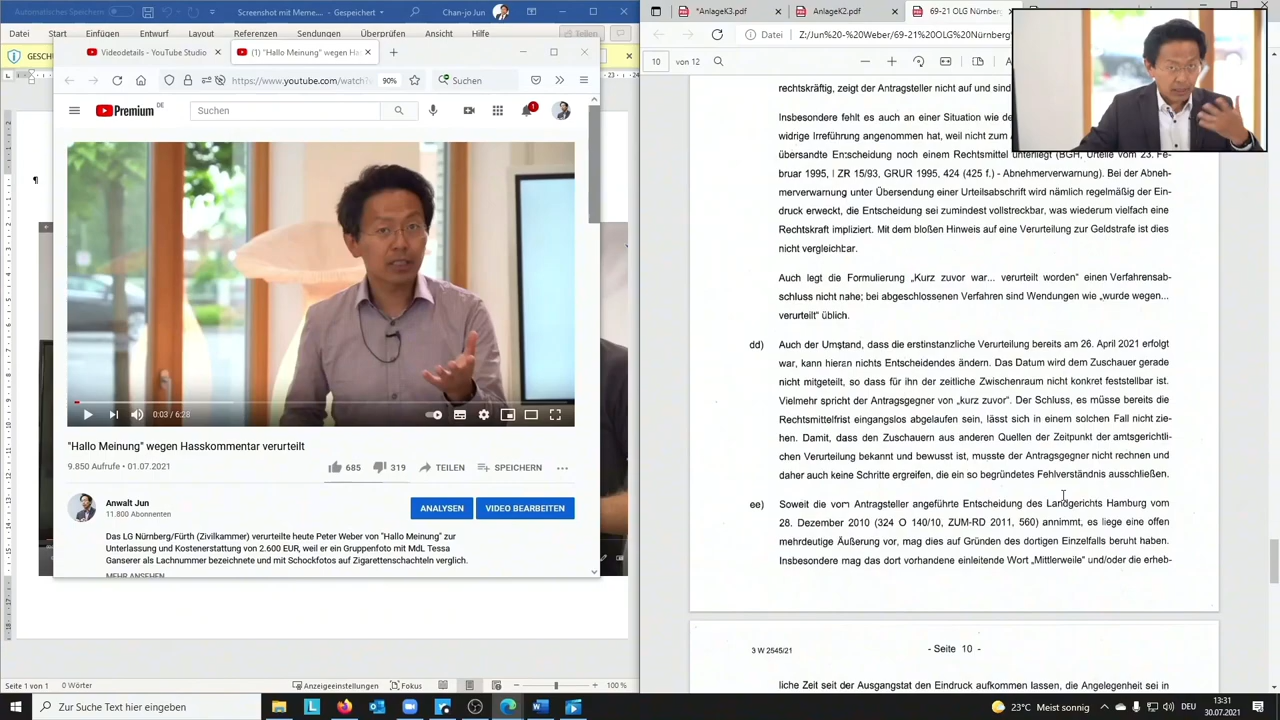 Automatisches Speichern
Screenshot mit Meme... - Gespeichert
Chan-jo Jun
Datei
Start
Einfügen
Teilen
GESCH
Videodetails - YouTube Studio
(1) "Hallo Meinung" wegen Has
https://www.youtube.com/watch?
90%
Suchen
Premium
DE
Suchen
1
0:03 / 6:28
"Hallo Meinung" wegen Hasskommentar verurteilt
9.850 Aufrufe • 01.07.2021
685
319
TEILEN
SPEICHERN
Anwalt Jun
11.800 Abonnenten
ANALYSEN
VIDEO BEARBEITEN
Das LG Nürnberg/Fürth (Zivilkammer) verurteilte heute Peter Weber von "Hallo Meinung" zur
Unterlassung und Kostenerstattung von 2.600 EUR, weil er ein Gruppenfoto mit MdL Tessa
Ganserer als Lachnummer bezeichnete und mit Schockfotos auf Zigarettenschachteln verglich.
MEHR ANSEHEN
Seite 1 von 1
0 Wörter
Anzeigeeinstellungen
Fokus
100 %
*AnlageK3.pdf
AnlageK2.pdf
69-21 OLG Nürnberg
Datei
Z:/Jun%20-%20Weber/69-21%20OLG%20Nürnberg
10
von 12
rechtskräftig, zeigt der Antragsteller nicht auf und sind
Insbesondere fehlt es auch an einer Situation wie de
widrige Irreführung angenommen hat, weil nicht zum
übersandte Entscheidung noch einem Rechtsmittel unterliegt (BGH, Urteile vom 23. Fe-
bruar 1995, I ZR 15/93, GRUR 1995, 424 (425 f.) - Abnehmerverwarnung). Bei der Abneh-
merverwarnung unter Übersendung einer Urteilsabschrift wird nämlich regelmäßig der Ein-
druck erweckt, die Entscheidung sei zumindest vollstreckbar, was wiederum vielfach eine
Rechtskraft impliziert. Mit dem bloßen Hinweis auf eine Verurteilung zur Geldstrafe ist dies
nicht vergleichbar.
Auch legt die Formulierung „Kurz zuvor war... verurteilt worden" einen Verfahrensab-
schluss nicht nahe; bei abgeschlossenen Verfahren sind Wendungen wie „wurde wegen...
verurteilt" üblich.
dd) Auch der Umstand, dass die erstinstanzliche Verurteilung bereits am 26. April 2021 erfolgt
war, kann hieran nichts Entscheidendes ändern. Das Datum wird dem Zuschauer gerade
nicht mitgeteilt, so dass für ihn der zeitliche Zwischenraum nicht konkret feststellbar ist.
Vielmehr spricht der Antragsgegner von „kurz zuvor". Der Schluss, es müsse bereits die
Rechtsmittelfrist eingangslos abgelaufen sein, lässt sich in einem solchen Fall nicht zie-
hen. Damit, dass den Zuschauern aus anderen Quellen der Zeitpunkt der amtsgerichtli-
chen Verurteilung bekannt und bewusst ist, musste der Antragsgegner nicht rechnen und
daher auch keine Schritte ergreifen, die ein so begründetes Fehlverständnis ausschließen.
ee) Soweit die vom Antragsteller angeführte Entscheidung des Landgerichts Hamburg vom
28. Dezember 2010 (324 O 140/10, ZUM-RD 2011, 560) annimmt, es liege eine offen
mehrdeutige Äußerung vor, mag dies auf Gründen des dortigen Einzelfalls beruht haben.
Insbesondere mag das dort vorhandene einleitende Wort „Mittlerweile" und/oder die erheb-
3 W 2545/21
- Seite 10 -
liche Zeit seit der Ausgangstat den Eindruck aufkommen lassen, die Angelegenheit sei in
Zur Suche Text hier eingeben
23°C Meist sonnig
DEU
13:31
30.07.2021